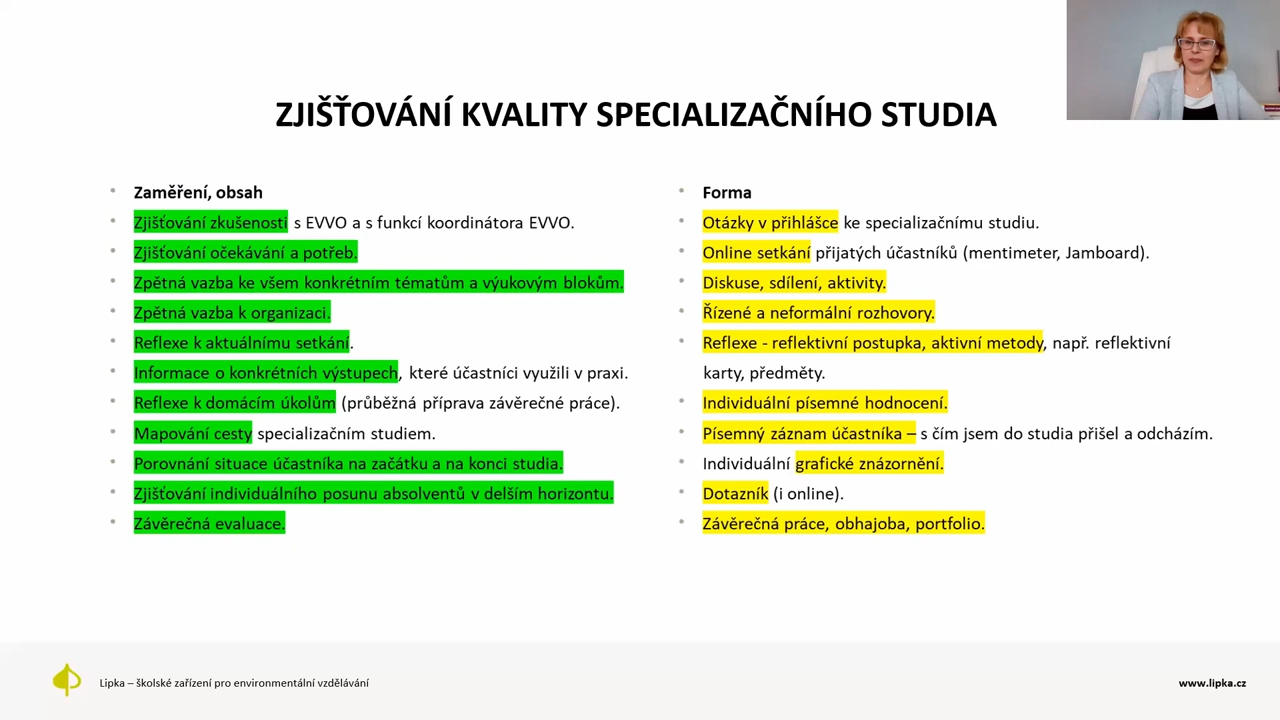 ZJIŠŤOVÁNÍ KVALITY SPECIALIZAČNÍHO STUDIA
• Zaměření, obsah
• Zjišťování zkušenosti s EVVO a s funkcí koordinátora EVVO.
• Zjišťování očekávání a potřeb.
• Zpětná vazba ke všem konkrétním tématům a výukovým blokům.
• Zpětná vazba k organizaci.
• Reflexe k aktuálnímu setkání.
• Informace o konkrétních výstupech, které účastníci využili v praxi.
• Reflexe k domácím úkolům (průběžná příprava závěrečné práce).
• Mapování cesty specializačním studiem.
• Porovnání situace účastníka na začátku a na konci studia.
• Zjišťování individuálního posunu absolventů v delším horizontu.
• Závěrečná evaluace.
• Forma
• Otázky v přihlášce ke specializačnímu studiu.
• Online setkání přijatých účastníků (mentimeter, Jamboard).
• Diskuse, sdílení, aktivity.
• Řízené a neformální rozhovory.
• Reflexe - reflektivní postupka, aktivní metody, např. reflektivní
karty, předměty.
• Individuální písemné hodnocení.
• Písemný záznam účastníka – s čím jsem do studia přišel a odcházím.
• Individuální grafické znázornění.
• Dotazník (i online).
• Závěrečná práce, obhajoba, portfolio.
Lipka – školské zařízení pro environmentální vzdělávání
www.lipka.cz